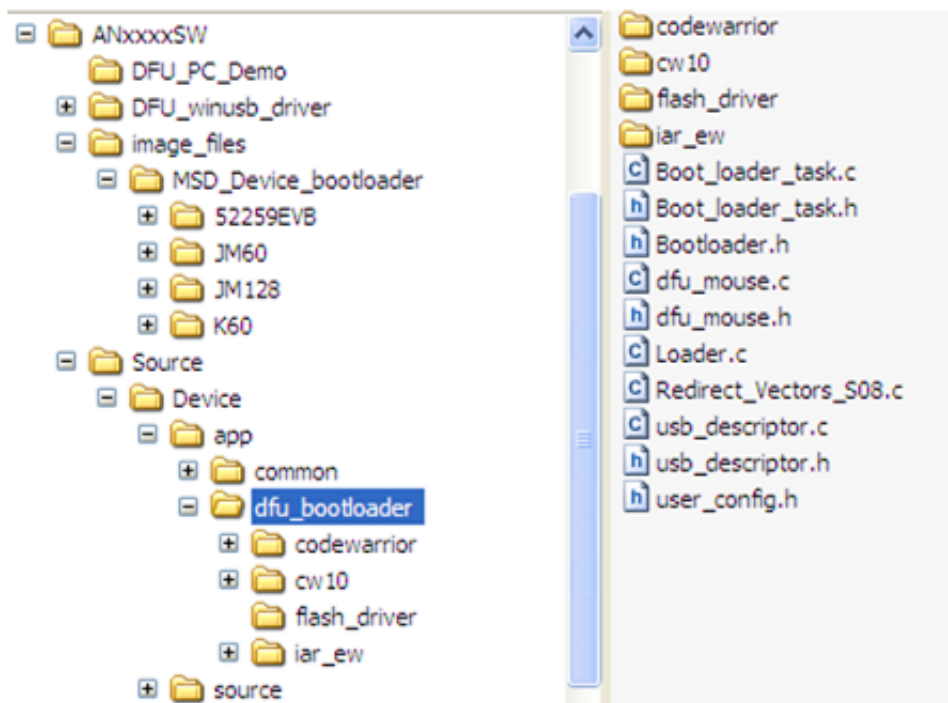 ANxxxxSW
DFU_PC_Demo
DFU_winusb_driver
image_files
MSD_Device_bootloader
52259EVB
JM60
JM128
K60
Source
Device
app
common
dfu_bootloader
codewarrior
cw10
flash_driver
iar_ew
source
codewarrior
cw10
flash_driver
iar_ew
Boot_loader_task.c
Boot_loader_task.h
Bootloader.h
dfu_mouse.c
dfu_mouse.h
Loader.c
Redirect_Vectors_S08.c
usb_descriptor.c
usb_descriptor.h
user_config.h